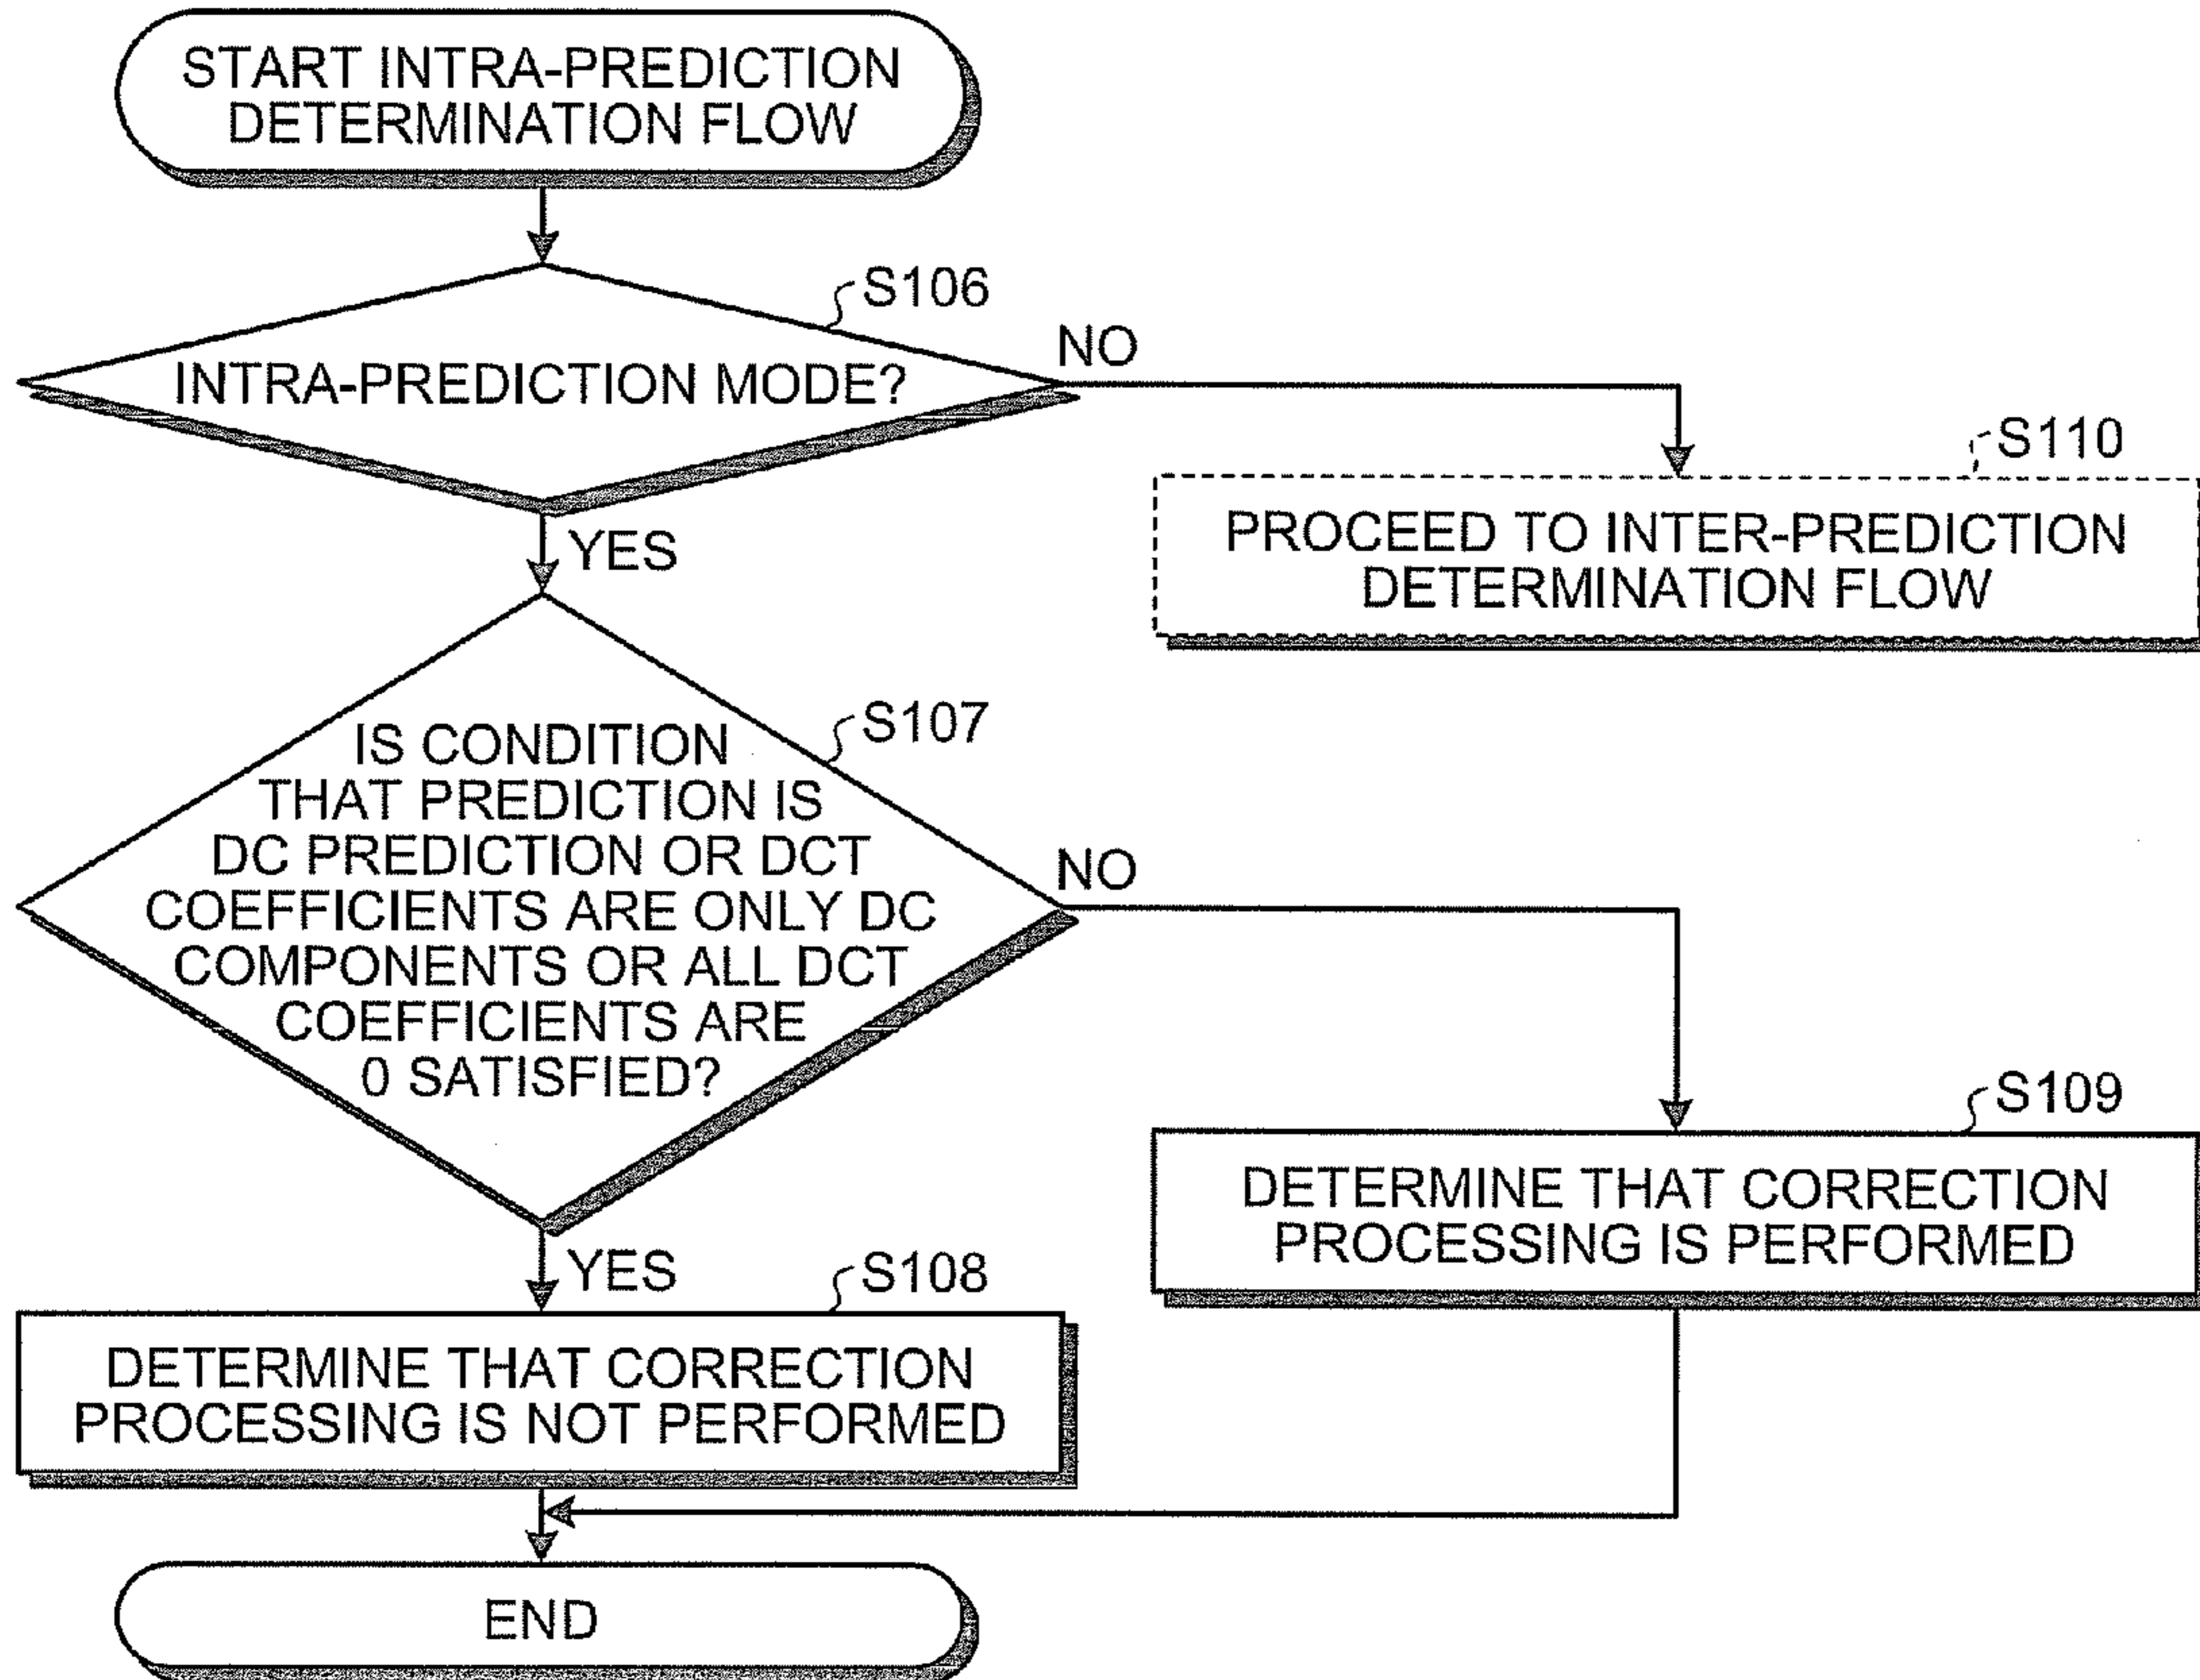 START INTRA-PREDICTION
DETERMINATION FLOW
S106
INTRA-PREDICTION MODE?
NO
S110
PROCEED TO INTER-PREDICTION
DETERMINATION FLOW
YES
S107
IS CONDITION
THAT PREDICTION IS
DC PREDICTION OR DCT
COEFFICIENTS ARE ONLY DC
COMPONENTS OR ALL DCT
COEFFICIENTS ARE
0 SATISFIED?
NO
S109
DETERMINE THAT CORRECTION
PROCESSING IS PERFORMED
YES
S108
DETERMINE THAT CORRECTION
PROCESSING IS NOT PERFORMED
END